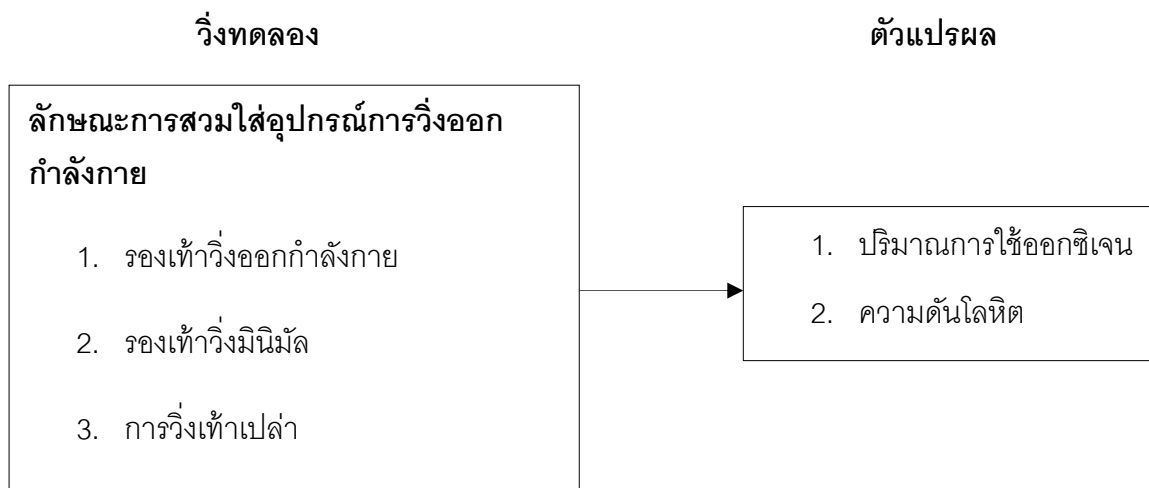 วิ่งทดลอง
ตัวแปรผล
ลักษณะการสวมใส่อุปกรณ์การวิ่งออก
กำลังกาย
1. รองเท้าวิ่งออกกำลังกาย
2. รองเท้าวิ่งมินิมัล
3. การวิ่งเท้าเปล่า
1. ปริมาณการใช้ออกซิเจน
2. ความดันโลหิต